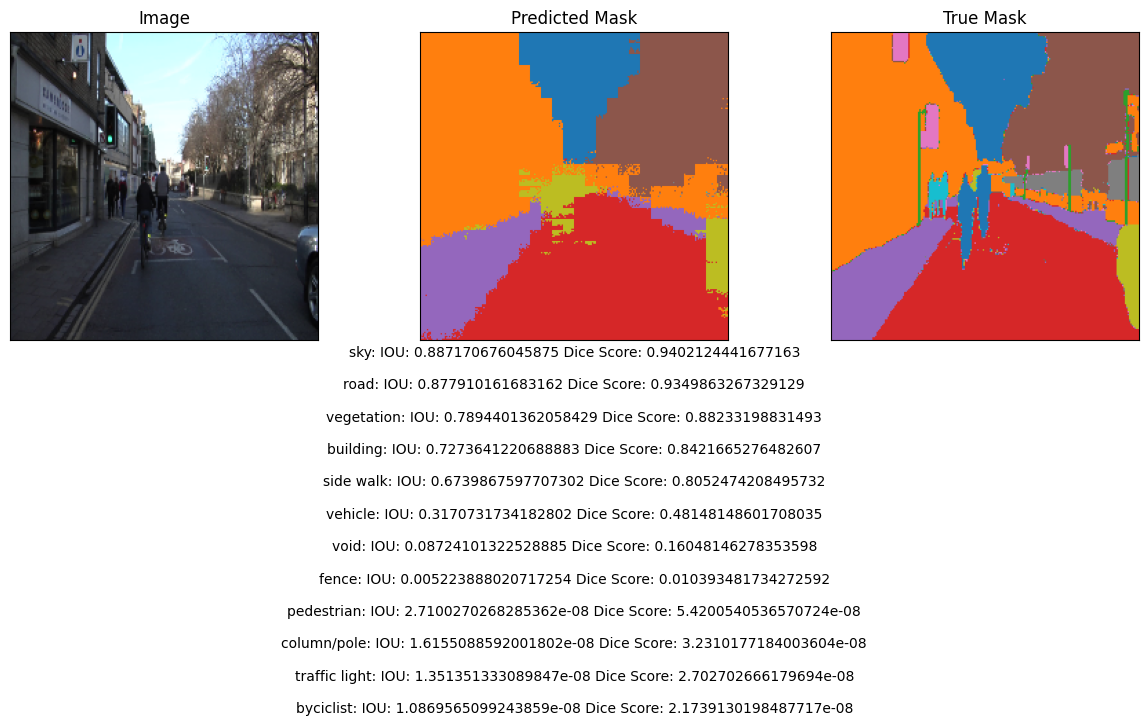 Image
Predicted Mask
True Mask
sky: IOU: 0.887170676045875 Dice Score: 0.9402124441677163
road: IOU: 0.877910161683162 Dice Score: 0.9349863267329129
vegetation: IOU: 0.7894401362058429 Dice Score: 0.88233198831493
building: IOU: 0.7273641220688883 Dice Score: 0.8421665276482607
side walk: IOU: 0.6739867597707302 Dice Score: 0.8052474208495732
vehicle: IOU: 0.3170731734182802 Dice Score: 0.48148148601708035
void: IOU: 0.08724101322528885 Dice Score: 0.16048146278353598
fence: IOU: 0.005223888020717254 Dice Score: 0.010393481734272592
pedestrian: IOU: 2.7100270268285362e-08 Dice Score: 5.4200540536570724e-08
column/pole: IOU: 1.6155088592001802e-08 Dice Score: 3.2310177184003604e-08
traffic light: IOU: 1.351351333089847e-08 Dice Score: 2.702702666179694e-08
byciclist: IOU: 1.0869565099243859e-08 Dice Score: 2.1739130198487717e-08